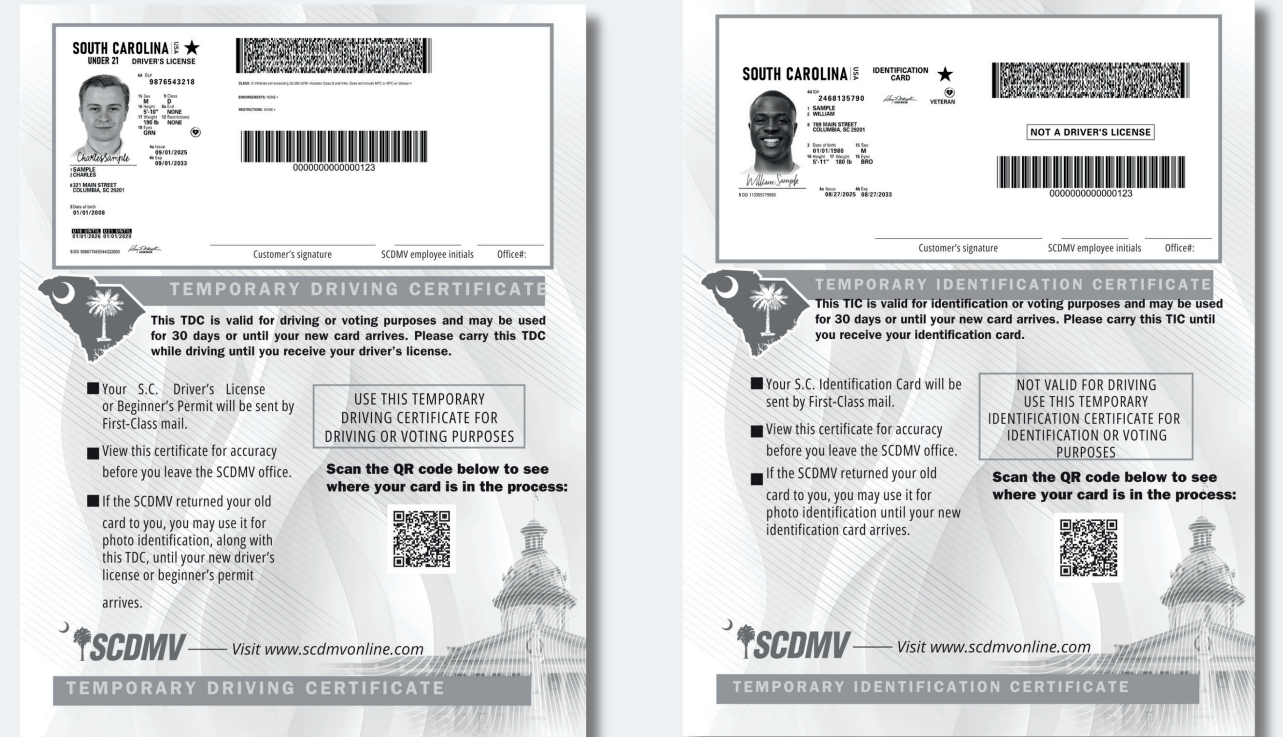 SOUTH CAROLINA USA
UNDER 21 DRIVER'S LICENSE
4d DL# 9876543218
15 Sex M 9 Class D
16 Height 5'-10" 9a End NONE
17 Weight 190 lb 12 Restrictions NONE
18 Eyes GRN
4a Issue 09/01/2025
4b Exp 09/01/2033
Charles Sample
1 SAMPLE
2 CHARLES
8 321 MAIN STREET
COLUMBIA, SC 29201
3 Date of birth
01/01/2008
U18 UNTIL U21 UNTIL
01/01/2026 01/01/2029
ENDORSEMENTS: NONE
RESTRICTIONS: NONE
0000000000000123
Customer's signature SCDMV employee initials Office#:
TEMPORARY DRIVING CERTIFICATE
This TDC is valid for driving or voting purposes and may be used
for 30 days or until your new card arrives. Please carry this TDC
while driving until you receive your driver's license.
Your S.C. Driver's License
or Beginner's Permit will be sent by
First-Class mail.
View this certificate for accuracy
before you leave the SCDMV office.
If the SCDMV returned your old
card to you, you may use it for
photo identification, along with
this TDC, until your new driver's
license or beginner's permit
arrives.
USE THIS TEMPORARY
DRIVING CERTIFICATE FOR
DRIVING OR VOTING PURPOSES
Scan the QR code below to see
where your card is in the process:
SCDMV Visit www.scdmvonline.com
TEMPORARY DRIVING CERTIFICATE
SOUTH CAROLINA USA IDENTIFICATION CARD
VETERAN
4d ID# 2468135790
1 SAMPLE
2 WILLIAM
8 789 MAIN STREET
COLUMBIA, SC 29201
3 Date of birth 01/01/1980 15 Sex M
16 Height 5'-11" 17 Weight 180 lb 18 Eyes BRO
William Sample
4a Issue 08/27/2025 4b Exp 08/27/2033
NOT A DRIVER'S LICENSE
0000000000000123
Customer's signature SCDMV employee initials Office#:
TEMPORARY IDENTIFICATION CERTIFICATE
This TIC is valid for identification or voting purposes and may be used
for 30 days or until your new card arrives. Please carry this TIC until
you receive your identification card.
Your S.C. Identification Card will be
sent by First-Class mail.
View this certificate for accuracy
before you leave the SCDMV office.
If the SCDMV returned your old
card to you, you may use it for
photo identification until your new
identification card arrives.
NOT VALID FOR DRIVING
USE THIS TEMPORARY
IDENTIFICATION CERTIFICATE FOR
IDENTIFICATION OR VOTING
PURPOSES
Scan the QR code below to see
where your card is in the process:
SCDMV Visit www.scdmvonline.com
TEMPORARY IDENTIFICATION CERTIFICATE